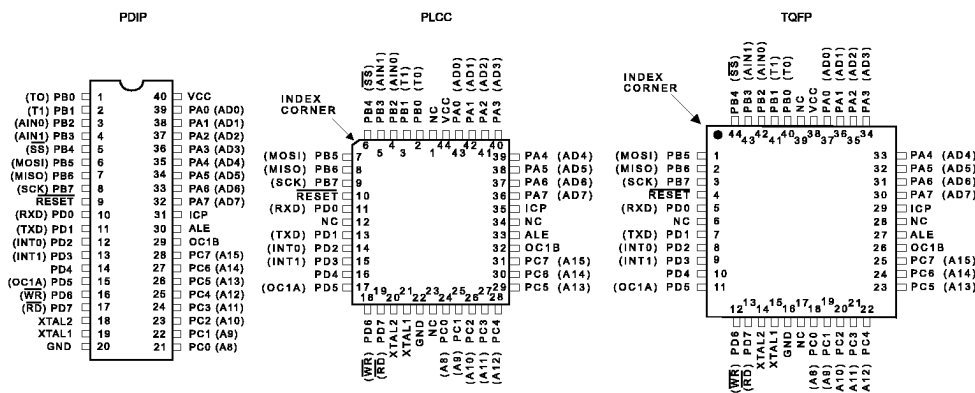 PDIP
(TO) PB0 1 40 VCC
(T1) PB1 2 39 PA0 (AD0)
(AIN0) PB2 3 38 PA1 (AD1)
(AIN1) PB3 4 37 PA2 (AD2)
(SS) PB4 5 36 PA3 (AD3)
(MOSI) PB5 6 35 PA4 (AD4)
(MISO) PB6 7 34 PA5 (AD5)
(SCK) PB7 8 33 PA6 (AD6)
RESET 9 32 PA7 (AD7)
(RXD) PD0 10 31 ICP
(TXD) PD1 11 30 ALE
(INT0) PD2 12 29 OC1B
(INT1) PD3 13 28 PC7 (A15)
PD4 14 27 PC6 (A14)
(OC1A) PD5 15 26 PC5 (A13)
(WR) PD6 16 25 PC4 (A12)
(RD) PD7 17 24 PC3 (A11)
XTAL2 18 23 PC2 (A10)
XTAL1 19 22 PC1 (A9)
GND 20 21 PC0 (A8)
PLCC
INDEX
CORNER
PB4 (SS)
PB3 (AIN1)
PB2 (AIN0)
PB1 (T1)
PB0 (T0)
NC
VCC
PA0 (AD0)
PA1 (AD1)
PA2 (AD2)
PA3 (AD3)
6 5 4 3 2 1 44 43 42 41 40
(MOSI) PB5 7 39 PA4 (AD4)
(MISO) PB6 8 38 PA5 (AD5)
(SCK) PB7 9 37 PA6 (AD6)
RESET 10 36 PA7 (AD7)
(RXD) PD0 11 35 ICP
NC 12 34 NC
(TXD) PD1 13 33 ALE
(INT0) PD2 14 32 OC1B
(INT1) PD3 15 31 PC7 (A15)
PD4 16 30 PC6 (A14)
(OC1A) PD5 17 29 PC5 (A13)
18 19 20 21 22 23 24 25 26 27 28
(WR) PD6
(RD) PD7
XTAL2
XTAL1
GND
NC
(A8) PC0
(A9) PC1
(A10) PC2
(A11) PC3
(A12) PC4
TQFP
INDEX
CORNER
PB4 (SS)
PB3 (AIN1)
PB2 (AIN0)
PB1 (T1)
PB0 (T0)
NC
VCC
PA0 (AD0)
PA1 (AD1)
PA2 (AD2)
PA3 (AD3)
44 43 42 41 40 39 38 37 36 35 34
(MOSI) PB5 1 33 PA4 (AD4)
(MISO) PB6 2 32 PA5 (AD5)
(SCK) PB7 3 31 PA6 (AD6)
RESET 4 30 PA7 (AD7)
(RXD) PD0 5 29 ICP
NC 6 28 NC
(TXD) PD1 7 27 ALE
(INT0) PD2 8 26 OC1B
(INT1) PD3 9 25 PC7 (A15)
PD4 10 24 PC6 (A14)
(OC1A) PD5 11 23 PC5 (A13)
12 13 14 15 16 17 18 19 20 21 22
(WR) PD6
(RD) PD7
XTAL2
XTAL1
GND
NC
(A8) PC0
(A9) PC1
(A10) PC2
(A11) PC3
(A12) PC4